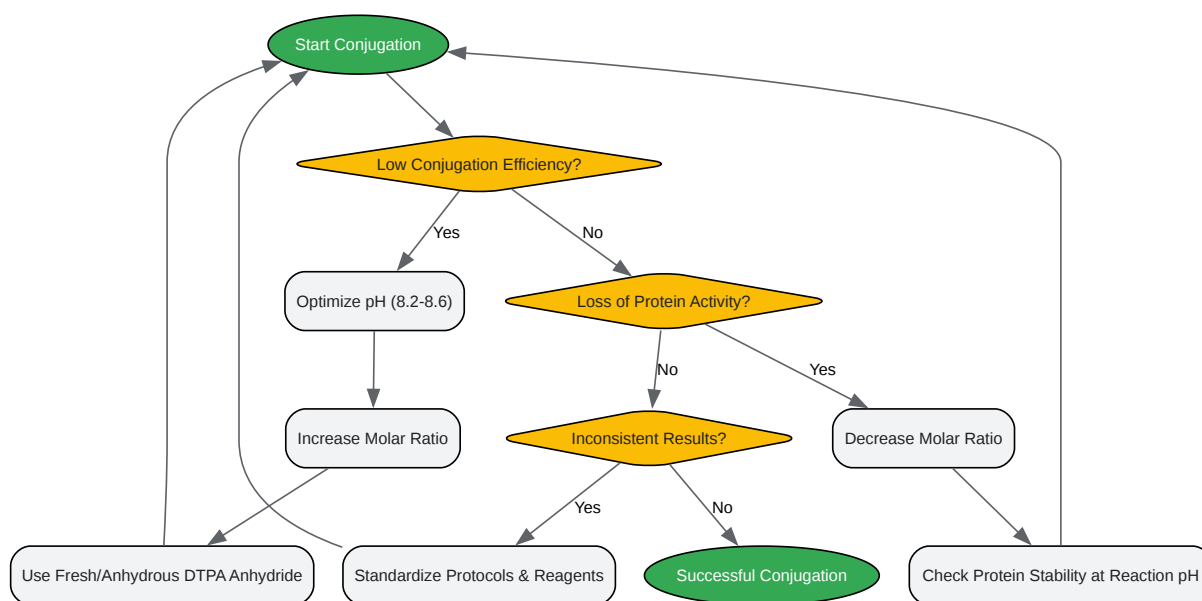 Start Conjugation
Low Conjugation Efficiency?
Yes
No
Optimize pH (8.2-8.6)
Loss of Protein Activity?
No
Yes
Increase Molar Ratio
Inconsistent Results?
Decrease Molar Ratio
Yes
No
Use Fresh/Anhydrous DTPA Anhydride
Standardize Protocols & Reagents
Successful Conjugation
Check Protein Stability at Reaction pH